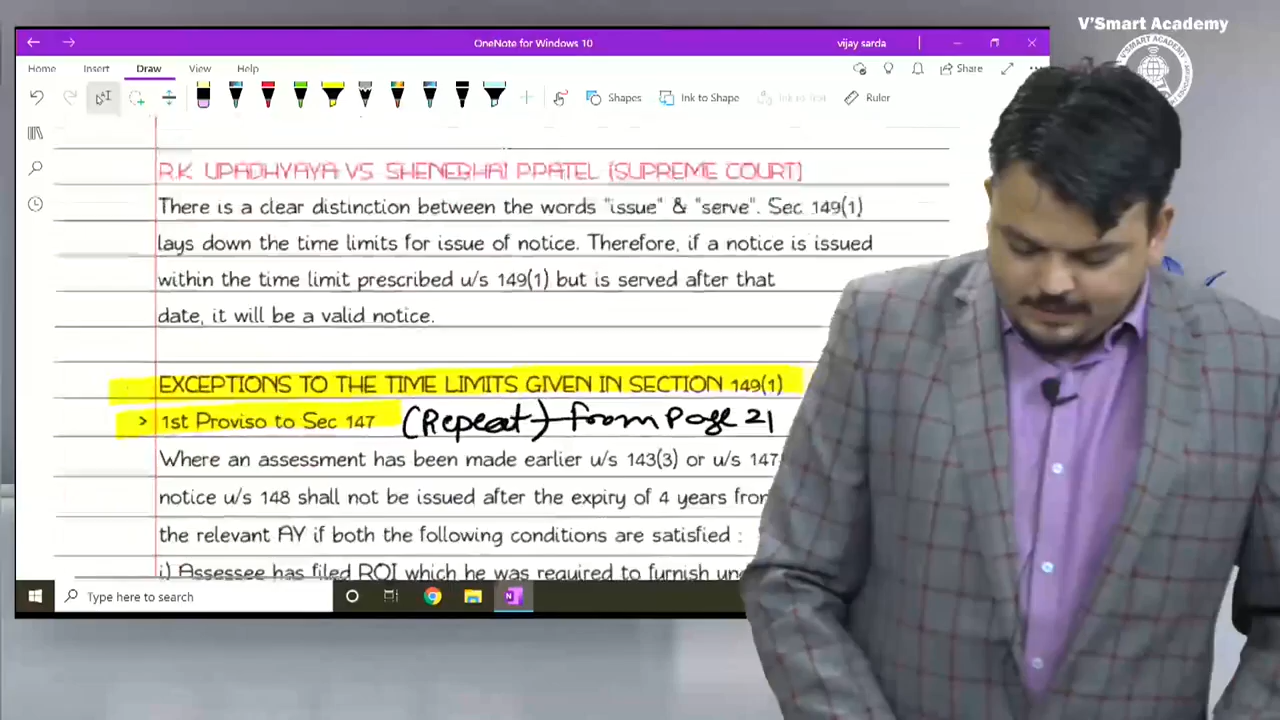 V'Smart Academy
OneNote for Windows 10
vijay sarda
Home Insert Draw View Help
Share
Shapes Ink to Shape Ink to Text Ruler
R.K. UPADHYAYA VS SHENEBHAI P.PATEL (SUPREME COURT)
There is a clear distinction between the words "issue" & "serve". Sec 149(1)
lays down the time limits for issue of notice. Therefore, if a notice is issued
within the time limit prescribed u/s 149(1) but is served after that
date, it will be a valid notice.
EXCEPTIONS TO THE TIME LIMITS GIVEN IN SECTION 149(1)
> 1st Proviso to Sec 147 (Repeat) from Page 21
Where an assessment has been made earlier u/s 143(3) or u/s 147
notice u/s 148 shall not be issued after the expiry of 4 years from
the relevant AY if both the following conditions are satisfied :
i) Assessee has filed ROI which he was required to furnish
Type here to search